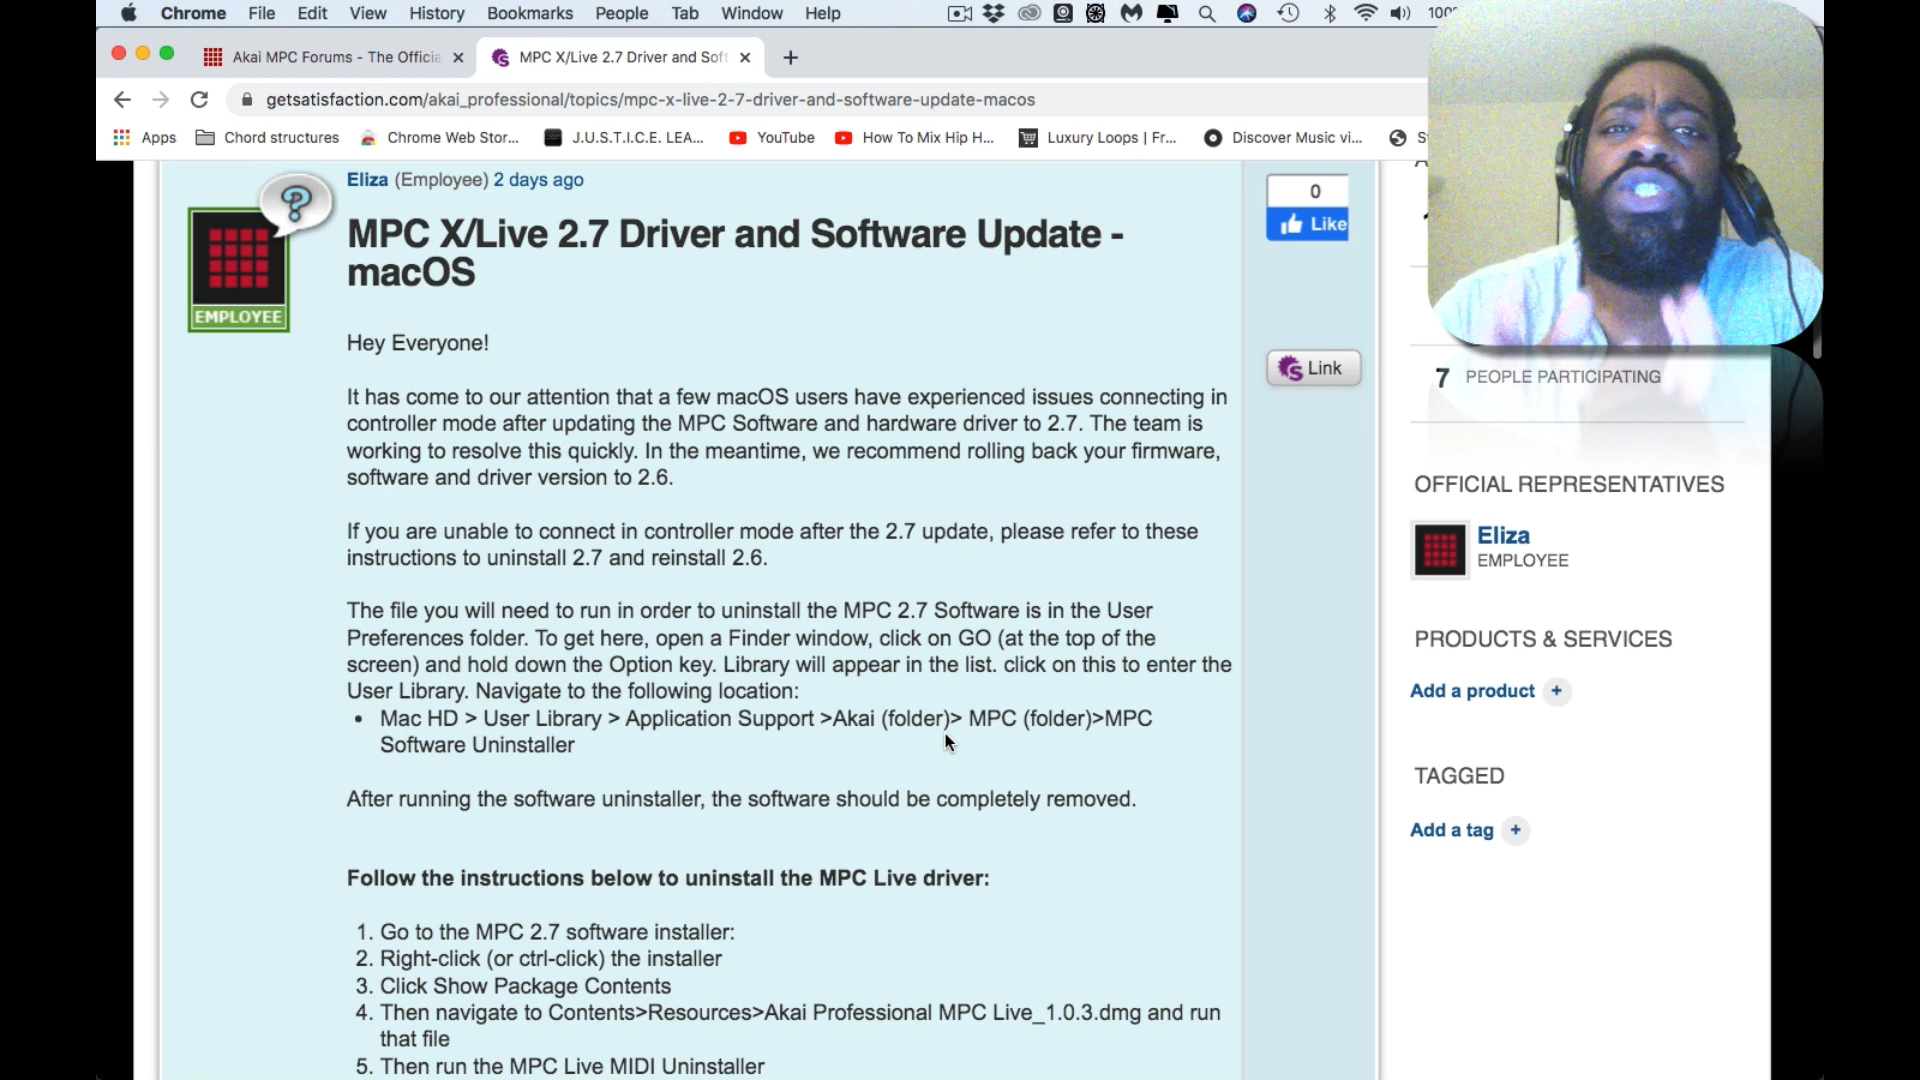 Chrome File Edit View History Bookmarks People Tab Window Help
Akai MPC Forums - The Officia
MPC X/Live 2.7 Driver and Soft
getsatisfaction.com/akai_professional/topics/mpc-x-live-2-7-driver-and-software-update-macos
Apps Chord structures Chrome Web Stor... J.U.S.T.I.C.E. LEA... YouTube How To Mix Hip H... Luxury Loops | Fr... Discover Music vi...
Eliza (Employee) 2 days ago
EMPLOYEE
MPC X/Live 2.7 Driver and Software Update -
macOS
Hey Everyone!
It has come to our attention that a few macOS users have experienced issues connecting in
controller mode after updating the MPC Software and hardware driver to 2.7. The team is
working to resolve this quickly. In the meantime, we recommend rolling back your firmware,
software and driver version to 2.6.
If you are unable to connect in controller mode after the 2.7 update, please refer to these
instructions to uninstall 2.7 and reinstall 2.6.
The file you will need to run in order to uninstall the MPC 2.7 Software is in the User
Preferences folder. To get here, open a Finder window, click on GO (at the top of the
screen) and hold down the Option key. Library will appear in the list. click on this to enter the
User Library. Navigate to the following location:
• Mac HD > User Library > Application Support >Akai (folder)> MPC (folder)>MPC
Software Uninstaller
After running the software uninstaller, the software should be completely removed.
Follow the instructions below to uninstall the MPC Live driver:
1. Go to the MPC 2.7 software installer:
2. Right-click (or ctrl-click) the installer
3. Click Show Package Contents
4. Then navigate to Contents>Resources>Akai Professional MPC Live_1.0.3.dmg and run
that file
5. Then run the MPC Live MIDI Uninstaller
0
Like
Link
7 PEOPLE PARTICIPATING
OFFICIAL REPRESENTATIVES
Eliza
EMPLOYEE
PRODUCTS & SERVICES
Add a product +
TAGGED
Add a tag +